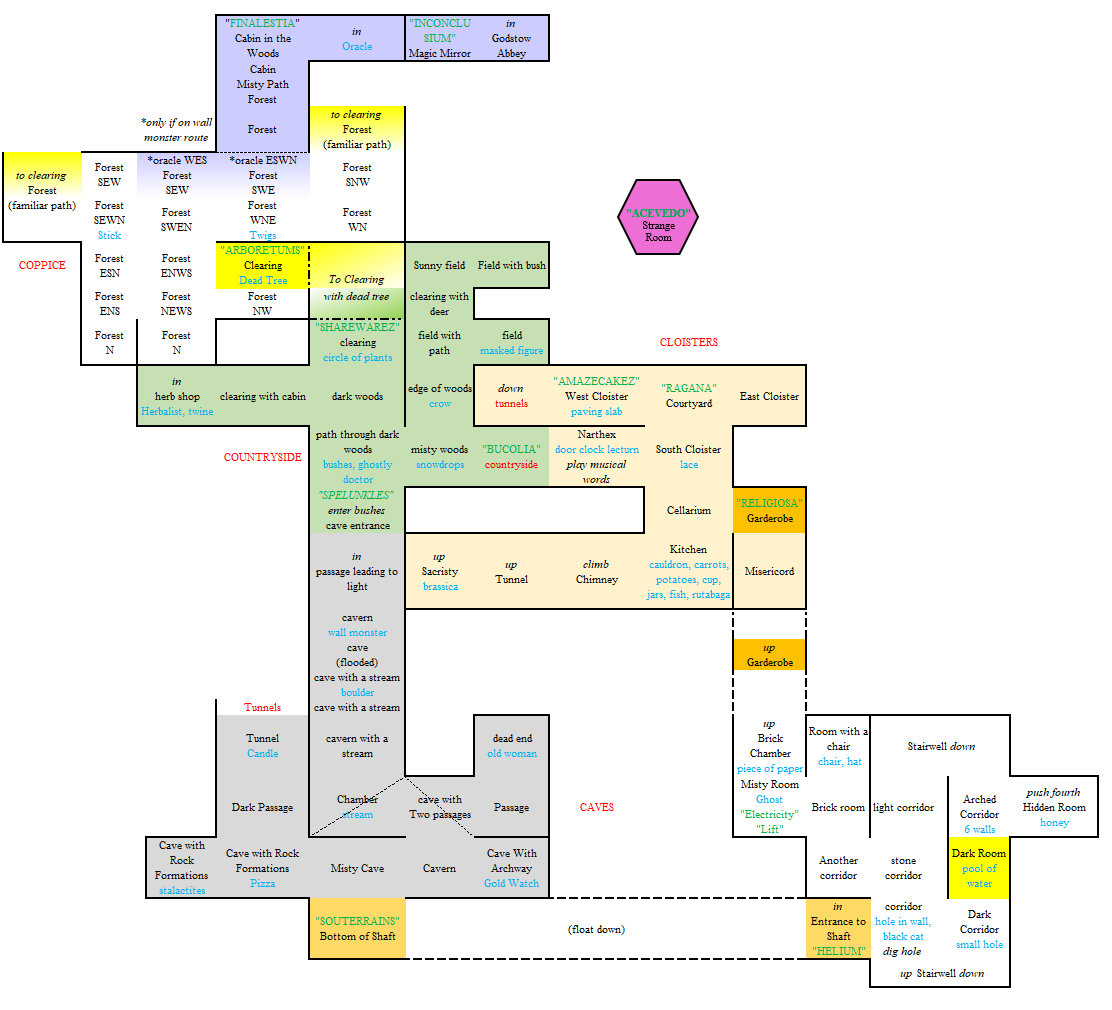 "FINALESTIA"
Cabin in the
Woods
Cabin
Misty Path
Forest
Forest
in
Oracle
"INCONCLU
SIUM"
Magic Mirror
in
Godstow
Abbey
*only if on wall
monster route
to clearing
Forest
(familiar path)
to clearing
Forest
(familiar path)
Forest
SEW
*oracle WES
Forest
SEW
*oracle ESWN
Forest
SWE
Forest
SNW
Forest
SEWN
Stick
Forest
SWEN
Forest
WNE
Twigs
Forest
WN
"ACEVEDO"
Strange
Room
COPPICE
Forest
ESN
Forest
ENWS
"ARBORETUMS"
Clearing
Dead Tree
To Clearing
with dead tree
Sunny field
Field with bush
Forest
ENS
Forest
NEWS
Forest
NW
clearing with
deer
Forest
N
Forest
N
"SHAREWAREZ"
clearing
circle of plants
field with
path
field
masked figure
CLOISTERS
in
herb shop
Herbalist, twine
clearing with cabin
dark woods
edge of woods
crow
down
tunnels
"AMAZECAKEZ"
West Cloister
paving slab
"RAGANA"
Courtyard
East Cloister
COUNTRYSIDE
path through dark
woods
bushes, ghostly
doctor
misty woods
snowdrops
"BUCOLIA"
countryside
Narthex
door clock lecturn
play musical
words
South Cloister
lace
"SPELUNKLES"
enter bushes
cave entrance
Cellarium
"RELIGIOSA"
Garderobe
in
passage leading to
light
up
Sacristy
brassica
up
Tunnel
climb
Chimney
Kitchen
cauldron, carrots,
potatoes, cup,
jars, fish, rutabaga
Misericord
cavern
wall monster
cave
(flooded)
cave with a stream
boulder
cave with a stream
up
Garderobe
Tunnels
Tunnel
Candle
cavern with a
stream
dead end
old woman
up
Brick
Chamber
piece of paper
Room with a
chair
chair, hat
Stairwell down
Dark Passage
Chamber
stream
cave with
Two passages
Passage
CAVES
Misty Room
Ghost
"Electricity"
"Lift"
Brick room
light corridor
Arched
Corridor
6 walls
push fourth
Hidden Room
honey
Cave with
Rock
Formations
stalactites
Cave with Rock
Formations
Pizza
Misty Cave
Cavern
Cave With
Archway
Gold Watch
Another
corridor
stone
corridor
Dark Room
pool of
water
"SOUTERRAINS"
Bottom of Shaft
(float down)
in
Entrance to
Shaft
"HELIUM"
corridor
hole in wall,
black cat
dig hole
Dark
Corridor
small hole
up Stairwell down